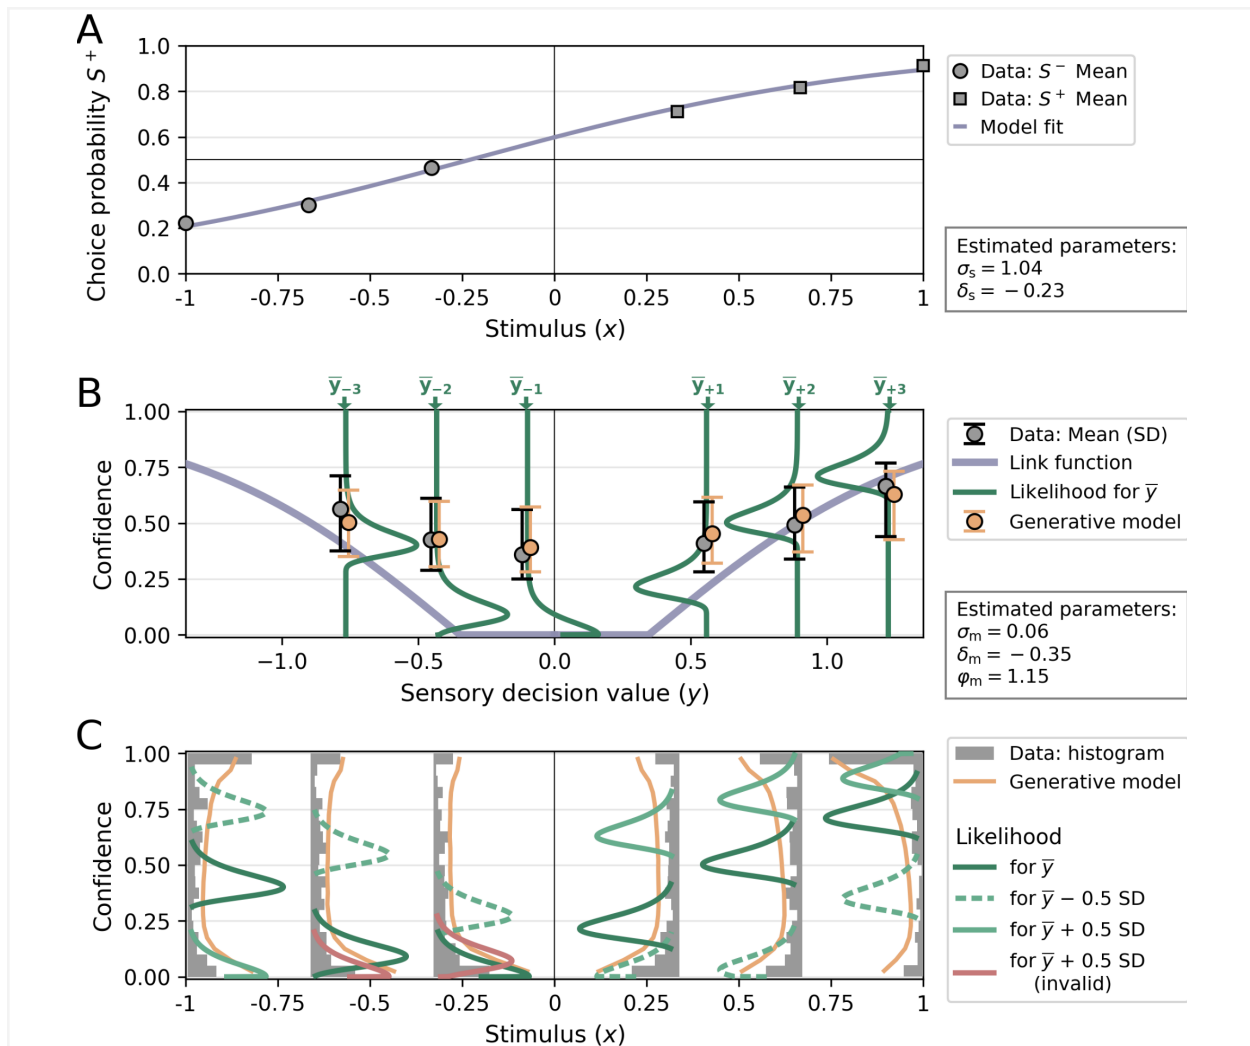 A
Choice probability S⁺
1.0
0.8
0.6
0.4
0.2
0.0
-1
-0.75
-0.50
-0.25
0
0.25
0.5
0.75
1
Stimulus (x)
Data: S⁻ Mean
Data: S⁺ Mean
Model fit
Estimated parameters:
σₛ = 1.04
δₛ = −0.23
B
ȳ₋₃
ȳ₋₂
ȳ₋₁
ȳ₊₁
ȳ₊₂
ȳ₊₃
Confidence
1.00
0.75
0.50
0.25
0.00
−1.0
−0.5
0.0
0.5
1.0
Sensory decision value (y)
Data: Mean (SD)
Link function
Likelihood for ȳ
Generative model
Estimated parameters:
σₘ = 0.06
δₘ = −0.35
φₘ = 1.15
C
Confidence
1.00
0.75
0.50
0.25
0.00
-1
-0.75
-0.50
-0.25
0
0.25
0.5
0.75
1
Stimulus (x)
Data: histogram
Generative model
Likelihood
for ȳ
for ȳ − 0.5 SD
for ȳ + 0.5 SD
for ȳ + 0.5 SD
(invalid)